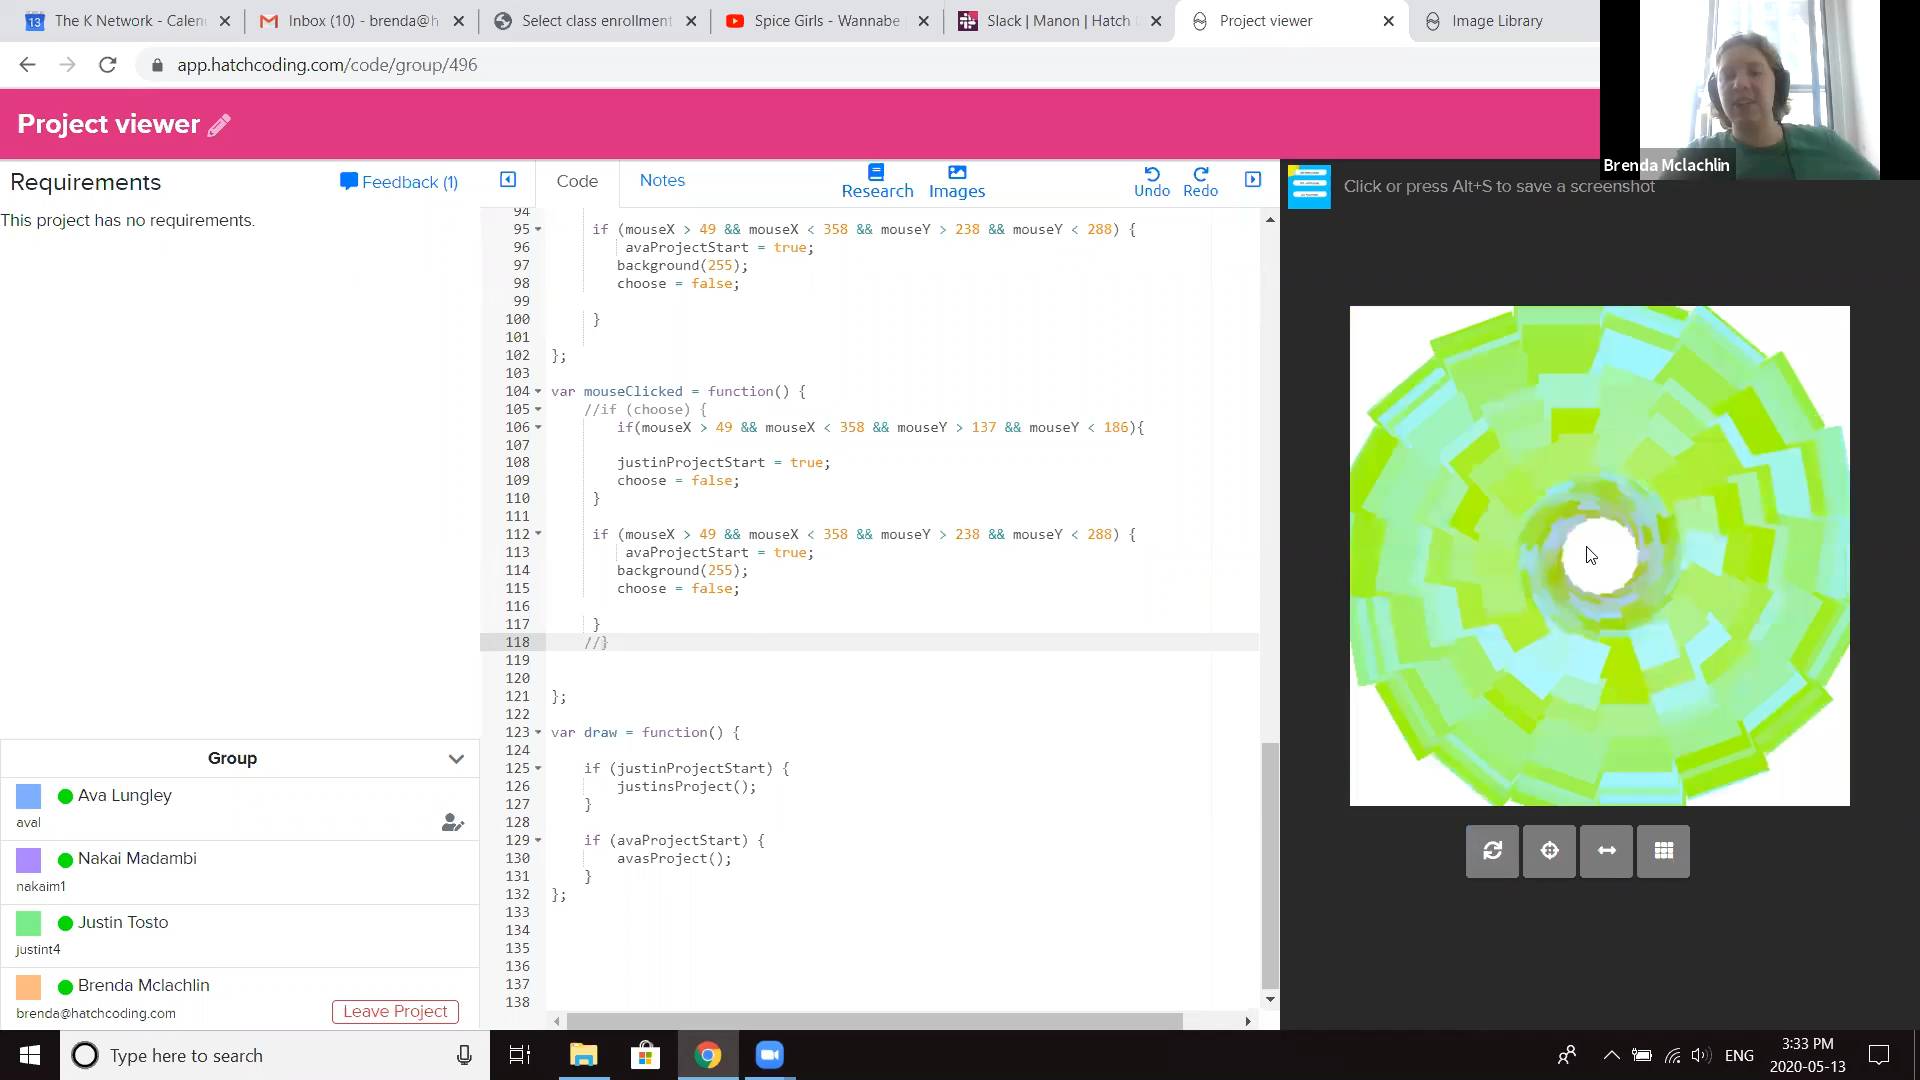 13 The K Network - Calen
Inbox (10) - brenda@h
Select class enrollment
Spice Girls - Wannabe
Slack | Manon | Hatch
Project viewer
Image Library
app.hatchcoding.com/code/group/496
Project viewer
Brenda Mclachlin
Requirements
Feedback (1)
This project has no requirements.
Code
Notes
Research
Images
Undo
Redo
Click or press Alt+S to save a screenshot
94
95 if (mouseX > 49 && mouseX < 358 && mouseY > 238 && mouseY < 288) {
96 avaProjectStart = true;
97 background(255);
98 choose = false;
99
100 }
101
102 };
103
104 var mouseClicked = function() {
105 //if (choose) {
106 if(mouseX > 49 && mouseX < 358 && mouseY > 137 && mouseY < 186){
107
108 justinProjectStart = true;
109 choose = false;
110 }
111
112 if (mouseX > 49 && mouseX < 358 && mouseY > 238 && mouseY < 288) {
113 avaProjectStart = true;
114 background(255);
115 choose = false;
116
117 }
118 //}
119
120
121 };
122
123 var draw = function() {
124
125 if (justinProjectStart) {
126 justinsProject();
127 }
128
129 if (avaProjectStart) {
130 avasProject();
131 }
132 };
133
134
135
136
137
138
Group
Ava Lungley
aval
Nakai Madambi
nakaim1
Justin Tosto
justint4
Brenda Mclachlin
brenda@hatchcoding.com
Leave Project
Type here to search
ENG
3:33 PM
2020-05-13